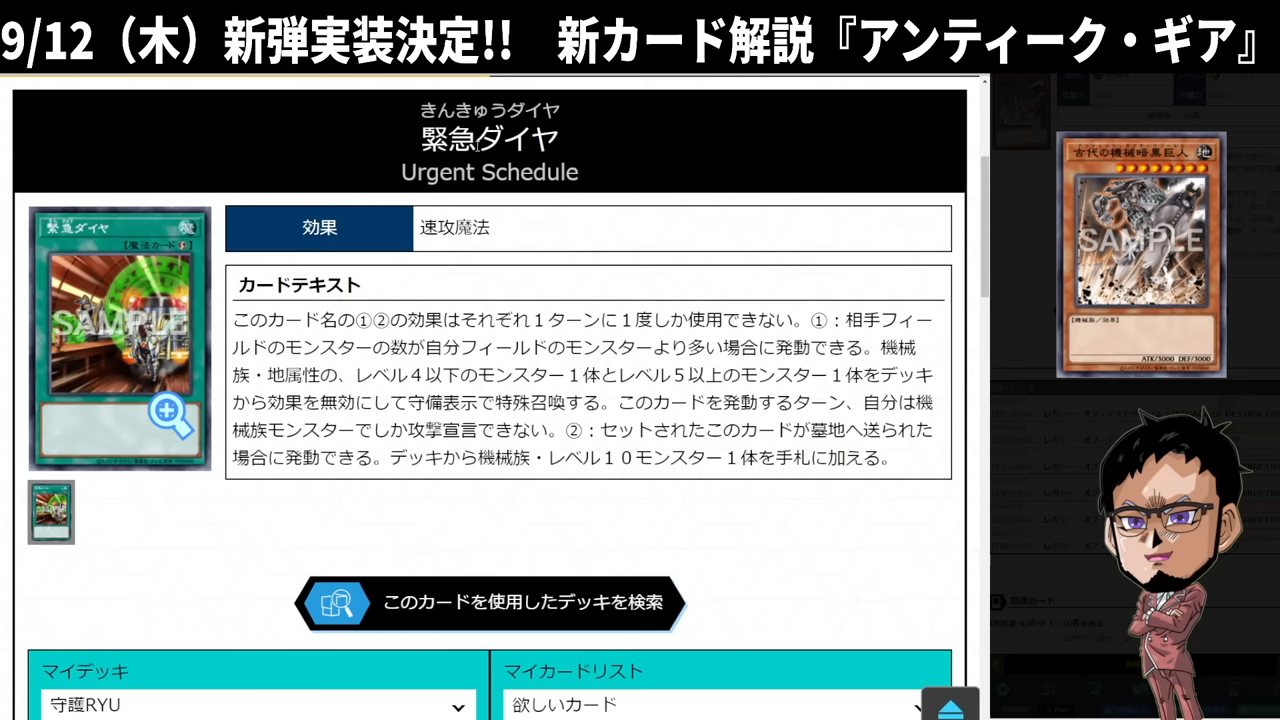 9/12（木）新弾実装決定!!　新カード解説『アンティーク・ギア』
きんきゅうダイヤ
緊急ダイヤ
Urgent Schedule
緊急ダイヤ
【魔法カード
SAMPLE
効果
速攻魔法
カードテキスト
このカード名の①②の効果はそれぞれ１ターンに１度しか使用できない。①：相手フィー
ルドのモンスターの数が自分フィールドのモンスターより多い場合に発動できる。機械
族・地属性の、レベル４以下のモンスター１体とレベル５以上のモンスター１体をデッキ
から効果を無効にして守備表示で特殊召喚する。このカードを発動するターン、自分は機
械族モンスターでしか攻撃宣言できない。②：セットされたこのカードが墓地へ送られた
場合に発動できる。デッキから機械族・レベル１０モンスター１体を手札に加える。
このカードを使用したデッキを検索
マイデッキ
守護RYU
マイカードリスト
欲しいカード
古代の機械暗黒巨人
地
SAMPLE
【機械族／効果】
ATK/3000 DEF/3000